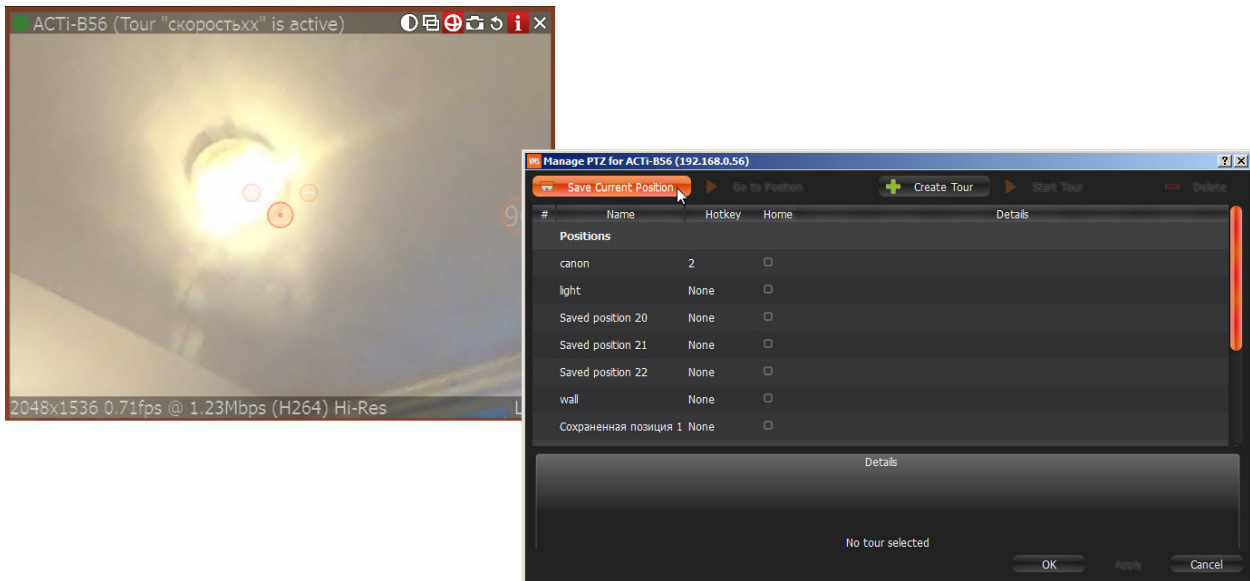 ACTi-B56 (Tour "скоростьxx" is active)
2048x1536 0.71fps @ 1.23Mbps (H264) Hi-Res
L
9
VMS Manage PTZ for ACTi-B56 (192.168.0.56)
Save Current Position Go to Position Create Tour Start Tour Delete
# Name Hotkey Home Details
Positions
canon 2
light None
Saved position 20 None
Saved position 21 None
Saved position 22 None
wall None
Сохраненная позиция 1 None
Details
No tour selected
OK Apply Cancel